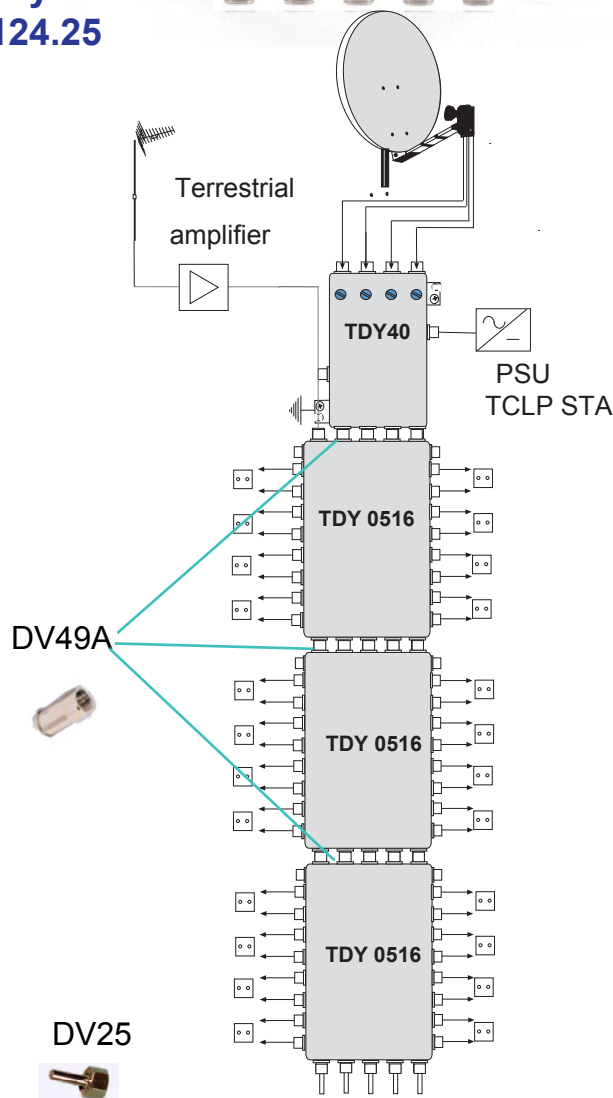 y
124.25
Terrestrial
amplifier
TDY40
PSU
TCLP STA
TDY 0516
DV49A
TDY 0516
TDY 0516
DV25